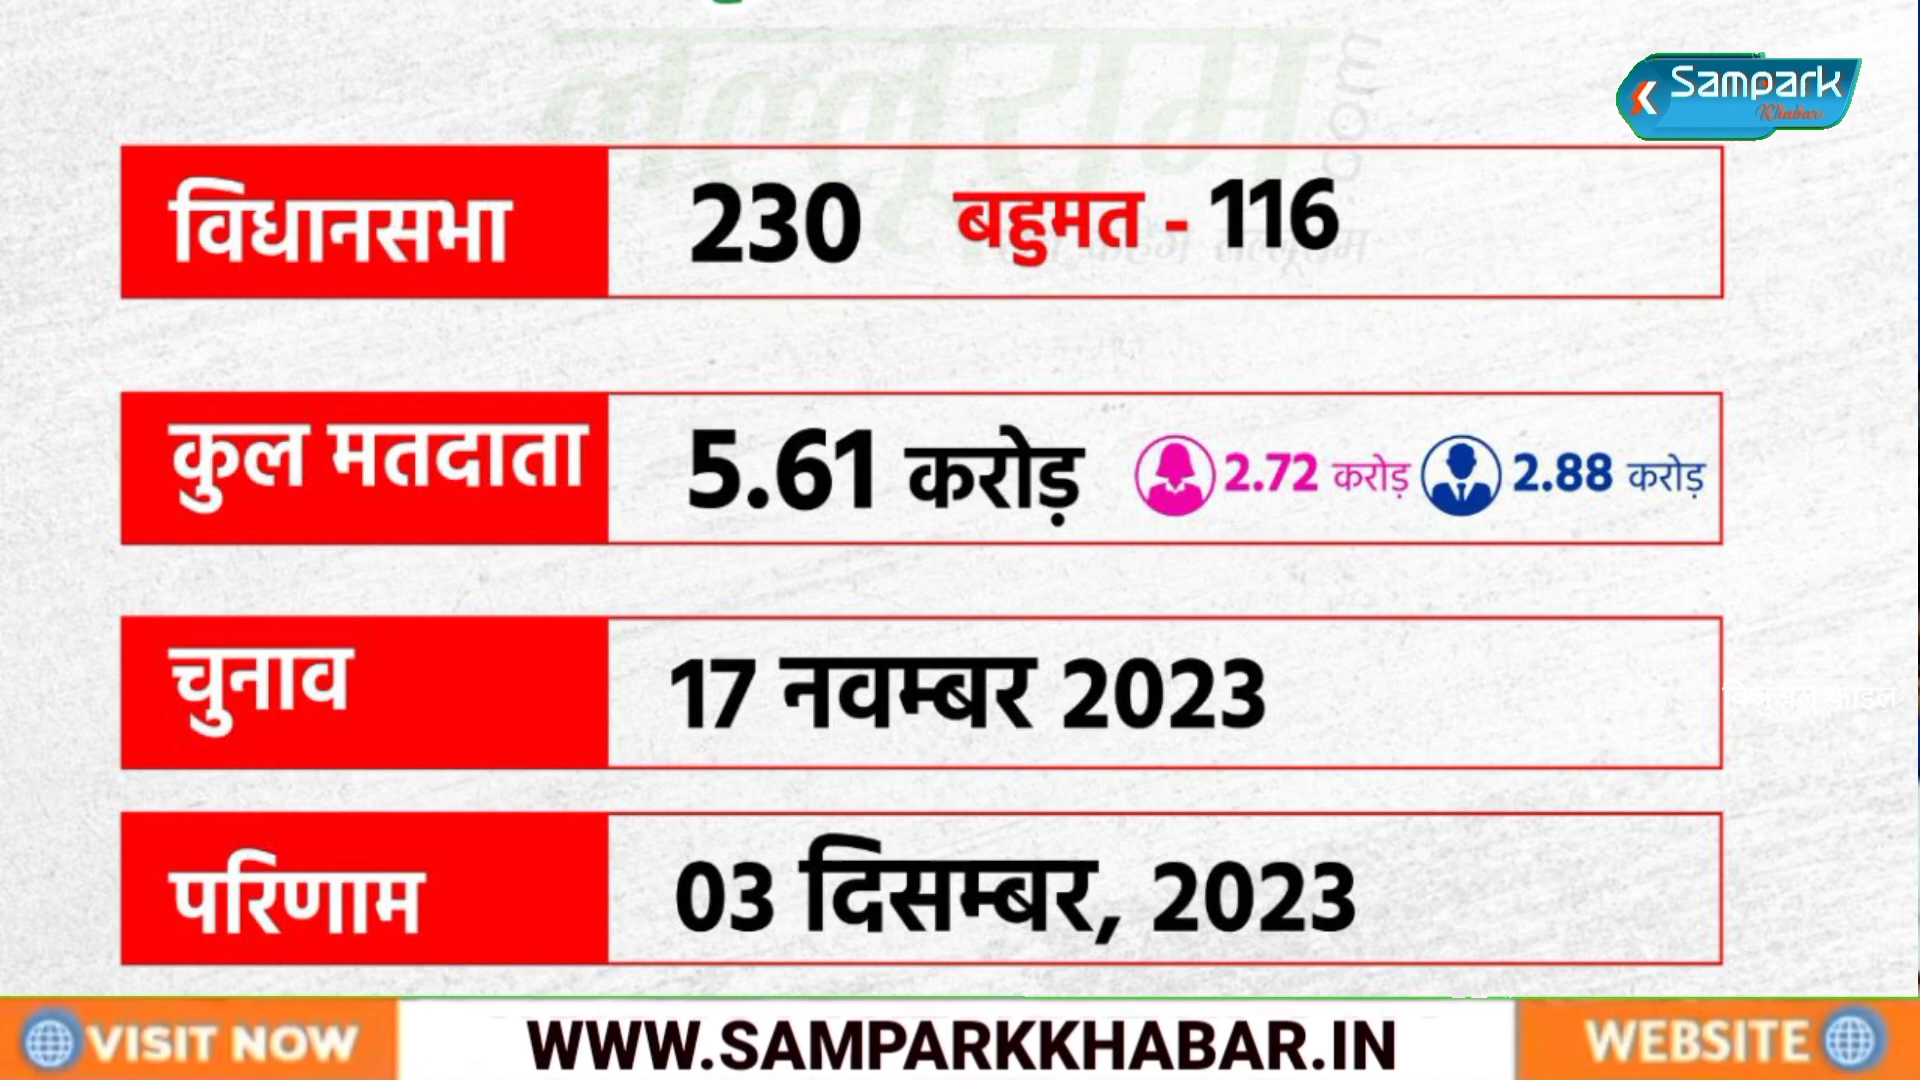 Sampark
Khabar
विधानसभा 230 बहुमत - 116
कुल मतदाता 5.61 करोड़ 2.72 करोड़ 2.88 करोड़
चुनाव 17 नवम्बर 2023
परिणाम 03 दिसम्बर, 2023
VISIT NOW WWW.SAMPARKKHABAR.IN WEBSITE